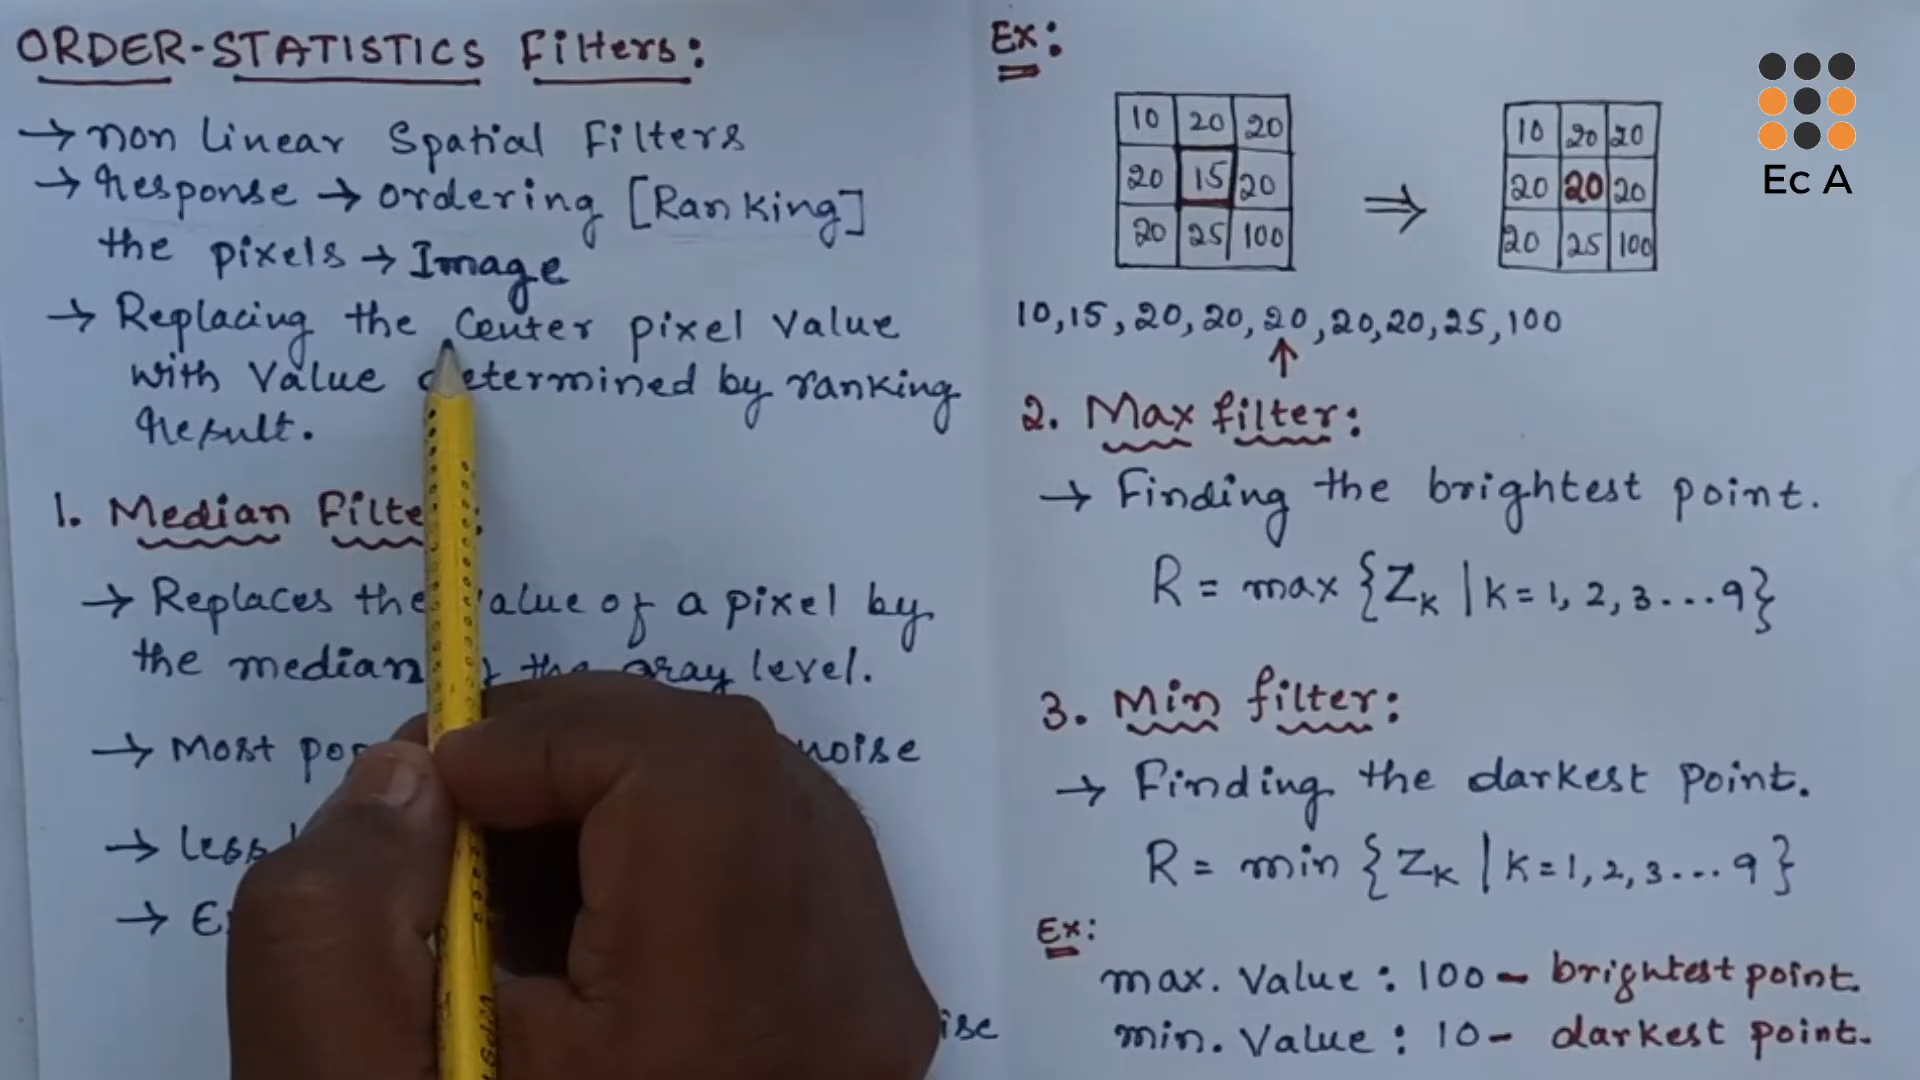 ORDER-STATISTICS Filters:
→ non linear Spatial Filters
→ Response → ordering [Ranking]
the pixels → Image
→ Replacing the Center pixel value
with value determined by ranking
Result.
1. Median Filter:
→ Replaces the value of a pixel by
the median of the gray level.
→ Most noise
→ less
→
Ex:
10 20 20
20 15 20
20 25 100
⇒
10 20 20
20 20 20
20 25 100
10, 15, 20, 20, 20, 20, 20, 25, 100
↑
2. Max filter:
→ Finding the brightest point.
R = max {Zk | k = 1, 2, 3...9}
3. Min filter:
→ Finding the darkest point.
R = min {Zk | k = 1, 2, 3... 9}
Ex:
max. Value : 100 - brightest point.
min. Value : 10 - darkest point.
Ec A